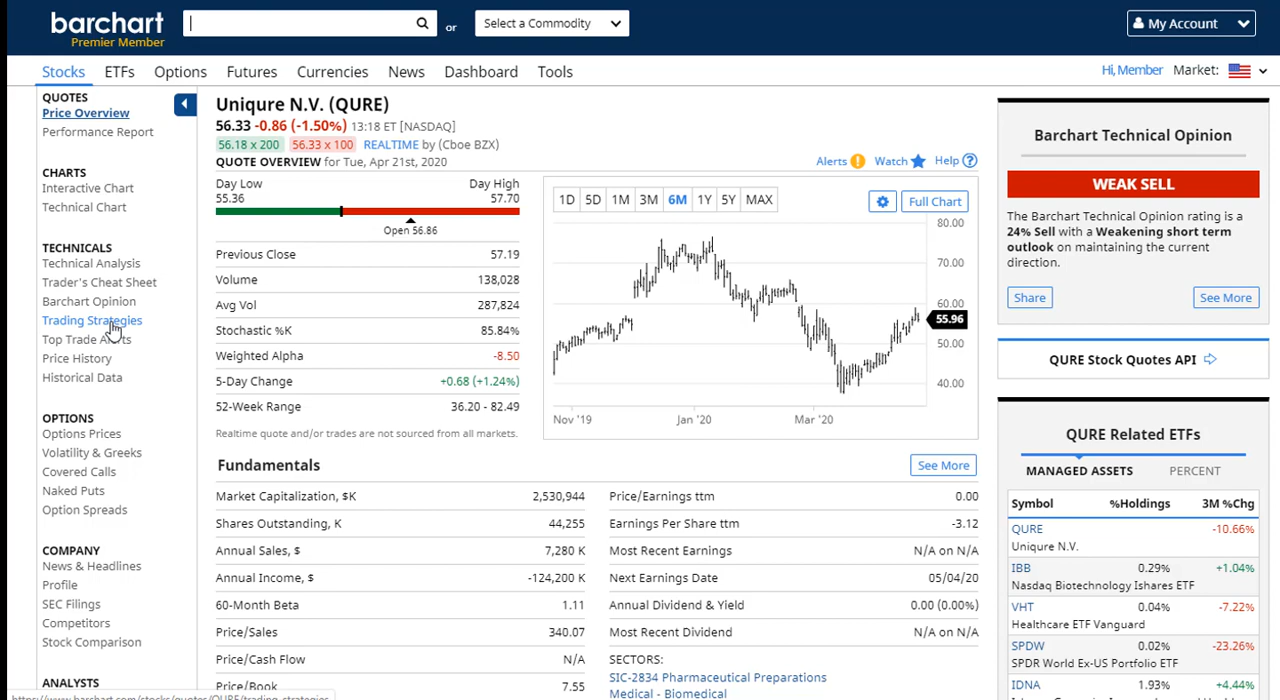 barchart
Premier Member
or
Select a Commodity
My Account
Stocks ETFs Options Futures Currencies News Dashboard Tools
Hi, Member Market:
QUOTES
Price Overview
Performance Report
CHARTS
Interactive Chart
Technical Chart
TECHNICALS
Technical Analysis
Trader's Cheat Sheet
Barchart Opinion
Trading Strategies
Top Trade Alerts
Price History
Historical Data
OPTIONS
Options Prices
Volatility & Greeks
Covered Calls
Naked Puts
Option Spreads
COMPANY
News & Headlines
Profile
SEC Filings
Competitors
Stock Comparison
ANALYSTS
https://www.barchart.com/stocks/quotes/QURE/trading-strategies
Uniqure N.V. (QURE)
56.33 -0.86 (-1.50%) 13:18 ET [NASDAQ]
56.18 x 200 56.33 x 100 REALTIME by (Cboe BZX)
QUOTE OVERVIEW for Tue, Apr 21st, 2020
Alerts Watch Help
Day Low Day High
55.36 57.70
Open 56.86
Previous Close 57.19
Volume 138,028
Avg Vol 287,824
Stochastic %K 85.84%
Weighted Alpha -8.50
5-Day Change +0.68 (+1.24%)
52-Week Range 36.20 - 82.49
Realtime quote and/or trades are not sourced from all markets.
1D 5D 1M 3M 6M 1Y 5Y MAX
Full Chart
80.00
70.00
60.00
55.96
50.00
40.00
Nov '19 Jan '20 Mar '20
Fundamentals
See More
Market Capitalization, $K 2,530,944
Shares Outstanding, K 44,255
Annual Sales, $ 7,280 K
Annual Income, $ -124,200 K
60-Month Beta 1.11
Price/Sales 340.07
Price/Cash Flow N/A
Price/Book 7.55
Price/Earnings ttm 0.00
Earnings Per Share ttm -3.12
Most Recent Earnings N/A on N/A
Next Earnings Date 05/04/20
Annual Dividend & Yield 0.00 (0.00%)
Most Recent Dividend N/A on N/A
SECTORS:
SIC-2834 Pharmaceutical Preparations
Medical - Biomedical
Barchart Technical Opinion
WEAK SELL
The Barchart Technical Opinion rating is a
24% Sell with a Weakening short term
outlook on maintaining the current
direction.
Share See More
QURE Stock Quotes API
QURE Related ETFs
MANAGED ASSETS PERCENT
Symbol %Holdings 3M %Chg
QURE -10.66%
Uniqure N.V.
IBB 0.29% +1.04%
Nasdaq Biotechnology Ishares ETF
VHT 0.04% -7.22%
Healthcare ETF Vanguard
SPDW 0.02% -23.26%
SPDR World Ex-US Portfolio ETF
IDNA 1.93% +4.44%